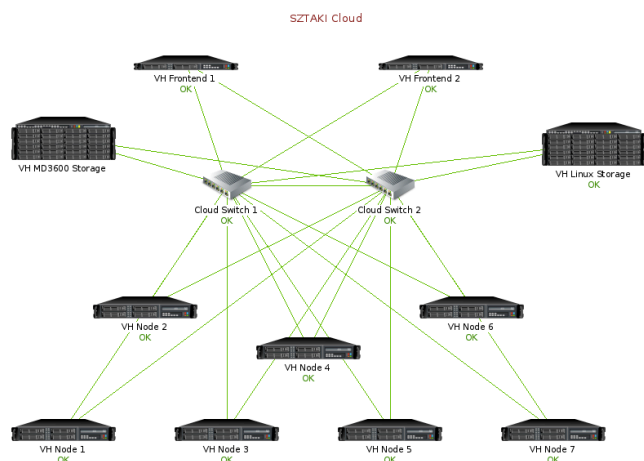 SZTAKI Cloud
VH Frontend 1
OK
VH Frontend 2
OK
VH MD3600 Storage
VH Linux Storage
OK
Cloud Switch 1
OK
Cloud Switch 2
OK
VH Node 2
OK
VH Node 6
OK
VH Node 4
OK
VH Node 1
OK
VH Node 3
OK
VH Node 5
OK
VH Node 7
OK